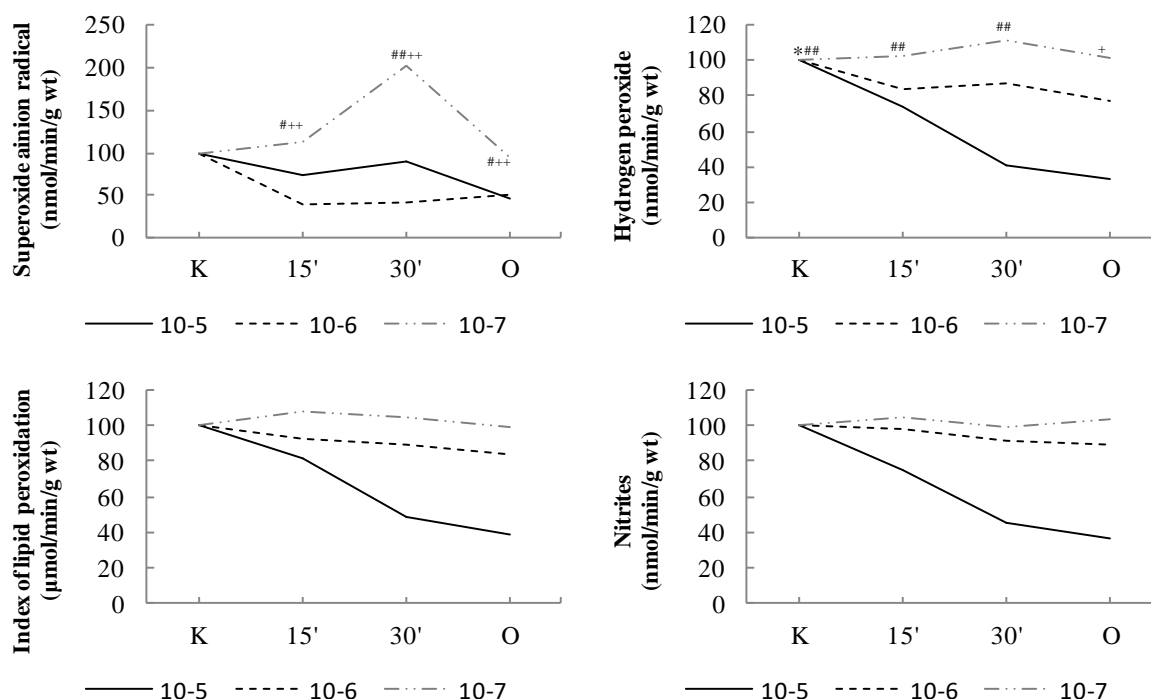 Superoxide ainion radical
(nmol/min/g wt)
250
200
150
100
50
0
#++
##++
#++
K 15' 30' O
10-5 10-6 10-7
Hydrogen peroxide
(nmol/min/g wt)
120
100
80
60
40
20
0
*##
##
##
+
K 15' 30' O
10-5 10-6 10-7
Index of lipid peroxidation
(µmol/min/g wt)
120
100
80
60
40
20
0
K 15' 30' O
10-5 10-6 10-7
Nitrites
(nmol/min/g wt)
120
100
80
60
40
20
0
K 15' 30' O
10-5 10-6 10-7